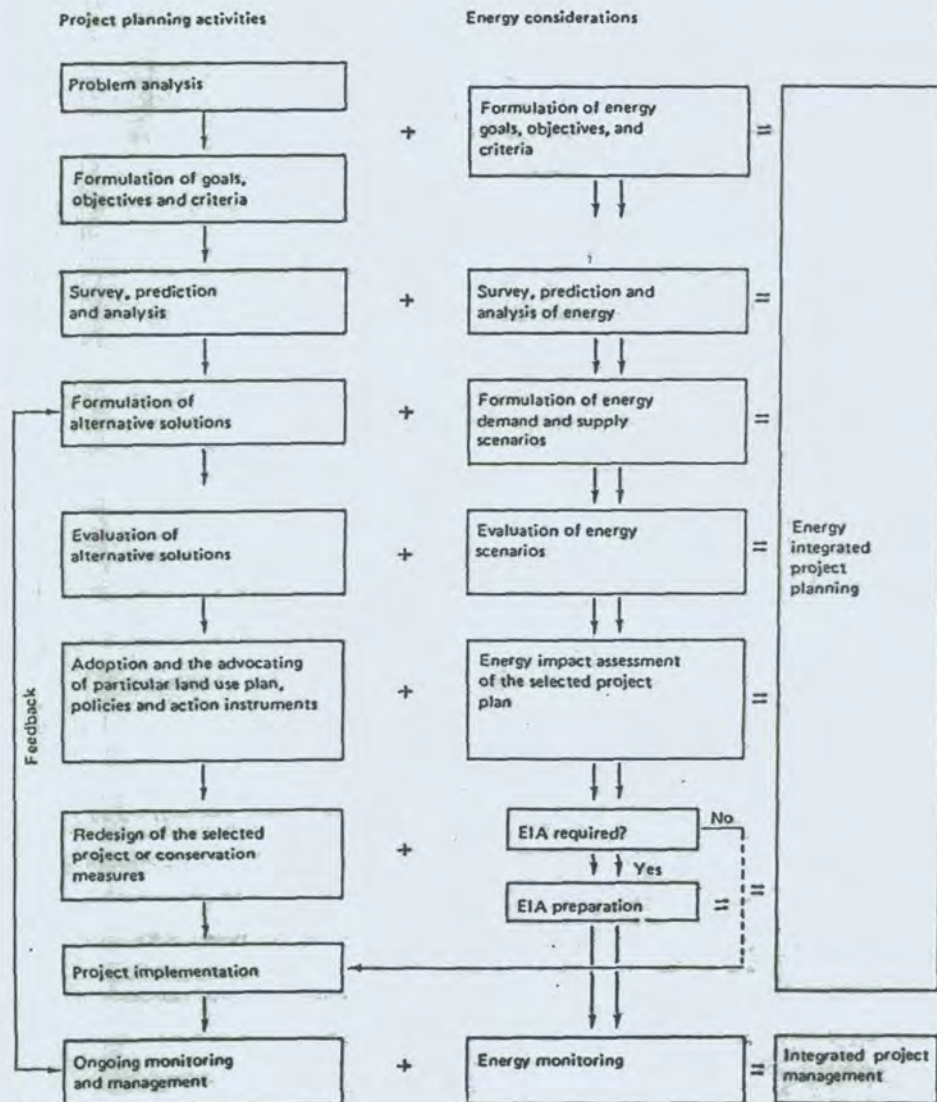 Project planning activities
Energy considerations
Problem analysis
+
Formulation of energy
goals, objectives, and
criteria
=
Formulation of goals,
objectives and criteria
Survey, prediction
and analysis
+
Survey, prediction and
analysis of energy
=
Formulation of
alternative solutions
+
Formulation of energy
demand and supply
scenarios
=
Evaluation of
alternative solutions
+
Evaluation of energy
scenarios
=
Energy
integrated
project
planning
Adoption and the advocating
of particular land use plan,
policies and action instruments
+
Energy impact assessment
of the selected project
plan
=
Feedback
Redesign of the selected
project or conservation
measures
+
EIA required?
No
Yes
EIA preparation
=
=
Project implementation
Ongoing monitoring
and management
+
Energy monitoring
=
Integrated project
management